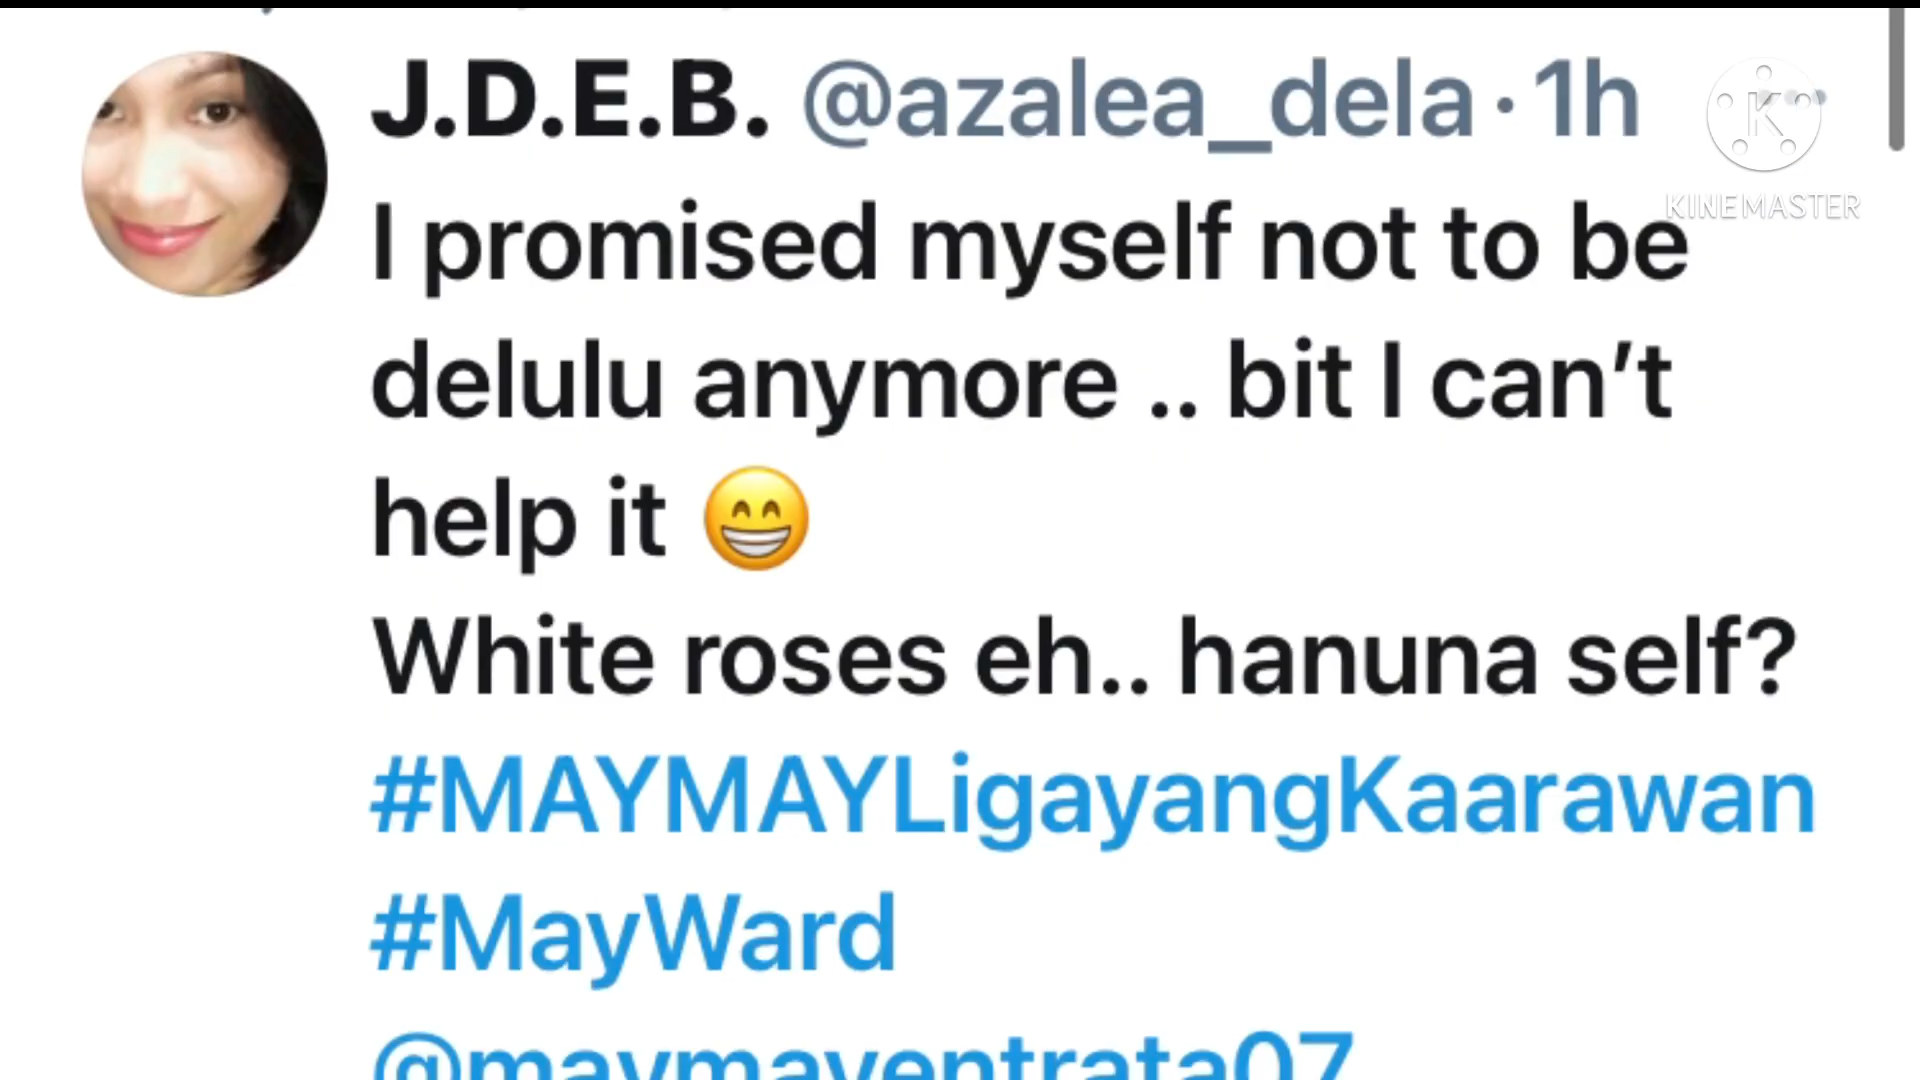 J.D.E.B. @azalea_dela · 1h
KINEMASTER
I promised myself not to be
delulu anymore .. bit I can’t
help it 😁
White roses eh.. hanuna self?
#MAYMAYLigayangKaarawan
#MayWard
@maymayentrata07